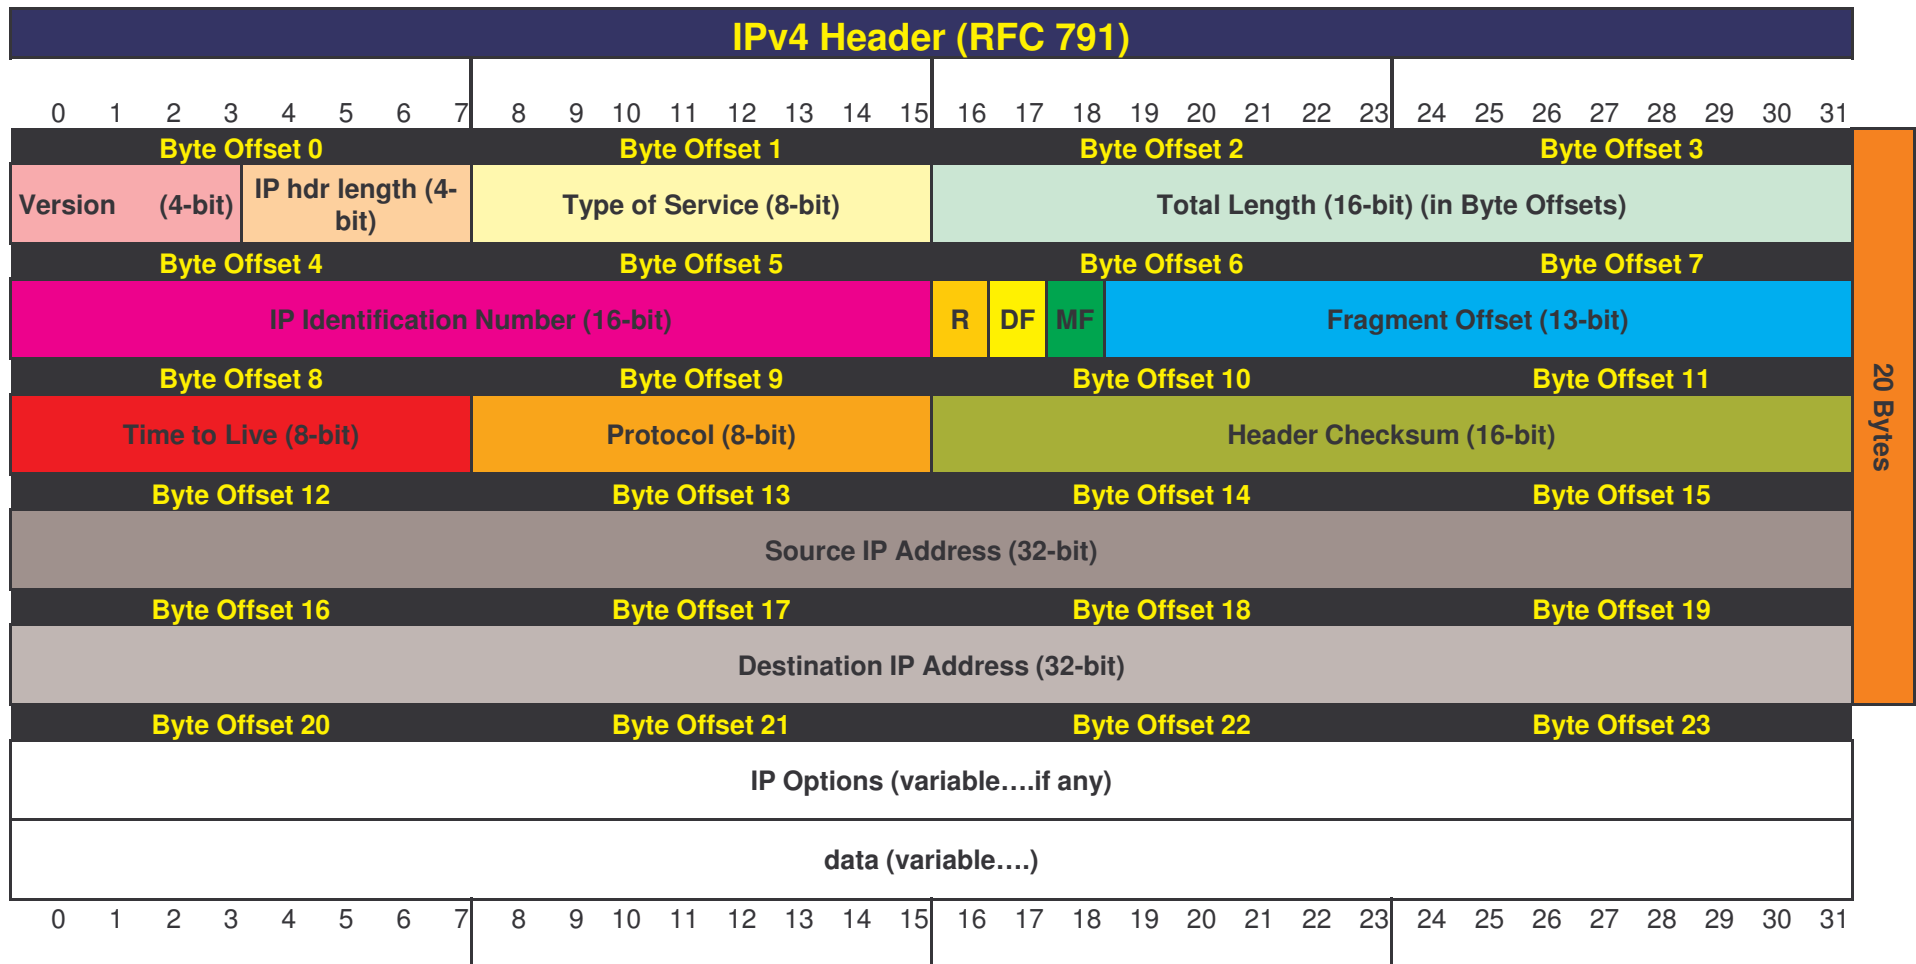 IPv4 Header (RFC 791)
0 1 2 3 4 5 6 7 8 9 10 11 12 13 14 15 16 17 18 19 20 21 22 23 24 25 26 27 28 29 30 31
Byte Offset 0 Byte Offset 1 Byte Offset 2 Byte Offset 3
Version (4-bit) IP hdr length (4-
bit) Type of Service (8-bit) Total Length (16-bit) (in Byte Offsets)
Byte Offset 4 Byte Offset 5 Byte Offset 6 Byte Offset 7
IP Identification Number (16-bit) R DF MF Fragment Offset (13-bit)
Byte Offset 8 Byte Offset 9 Byte Offset 10 Byte Offset 11
Time to Live (8-bit) Protocol (8-bit) Header Checksum (16-bit)
Byte Offset 12 Byte Offset 13 Byte Offset 14 Byte Offset 15
Source IP Address (32-bit)
Byte Offset 16 Byte Offset 17 Byte Offset 18 Byte Offset 19
Destination IP Address (32-bit)
20 Bytes
Byte Offset 20 Byte Offset 21 Byte Offset 22 Byte Offset 23
IP Options (variable….if any)
data (variable….)
0 1 2 3 4 5 6 7 8 9 10 11 12 13 14 15 16 17 18 19 20 21 22 23 24 25 26 27 28 29 30 31